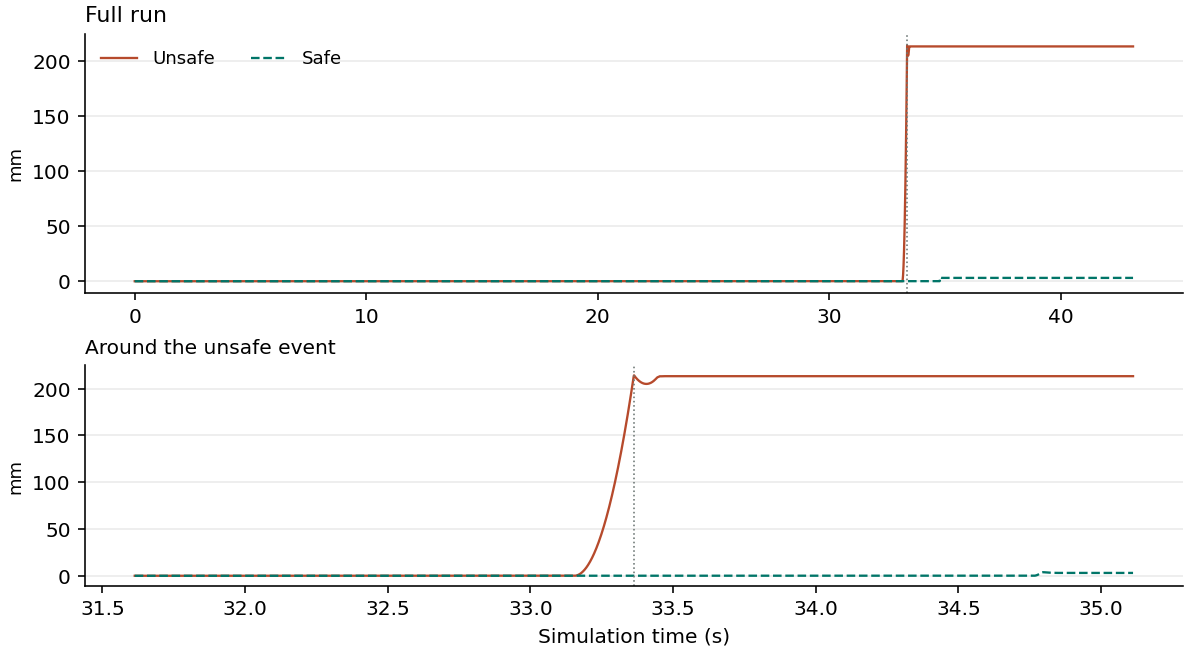 Full run
Unsafe Safe
200
150
100
50
0
mm
0 10 20 30 40
Around the unsafe event
200
150
100
50
0
mm
31.5 32.0 32.5 33.0 33.5 34.0 34.5 35.0
Simulation time (s)